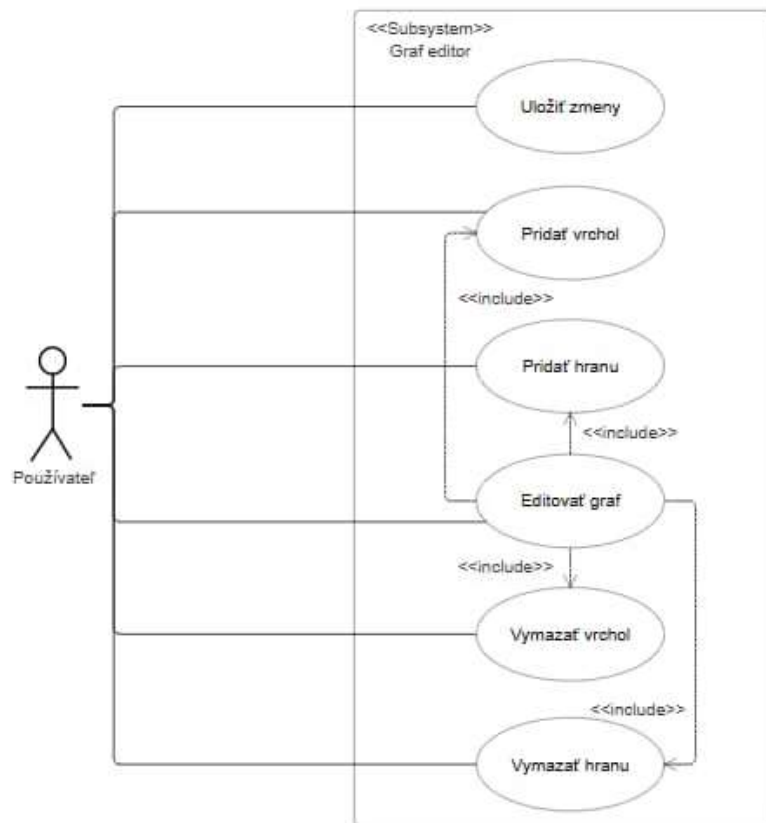 <<Subsystem>>
Graf editor
Uložiť zmeny
Pridať vrchol
<<include>>
Pridať hranu
<<include>>
Používateľ
Editovať graf
<<include>>
Vymazať vrchol
<<include>>
Vymazať hranu